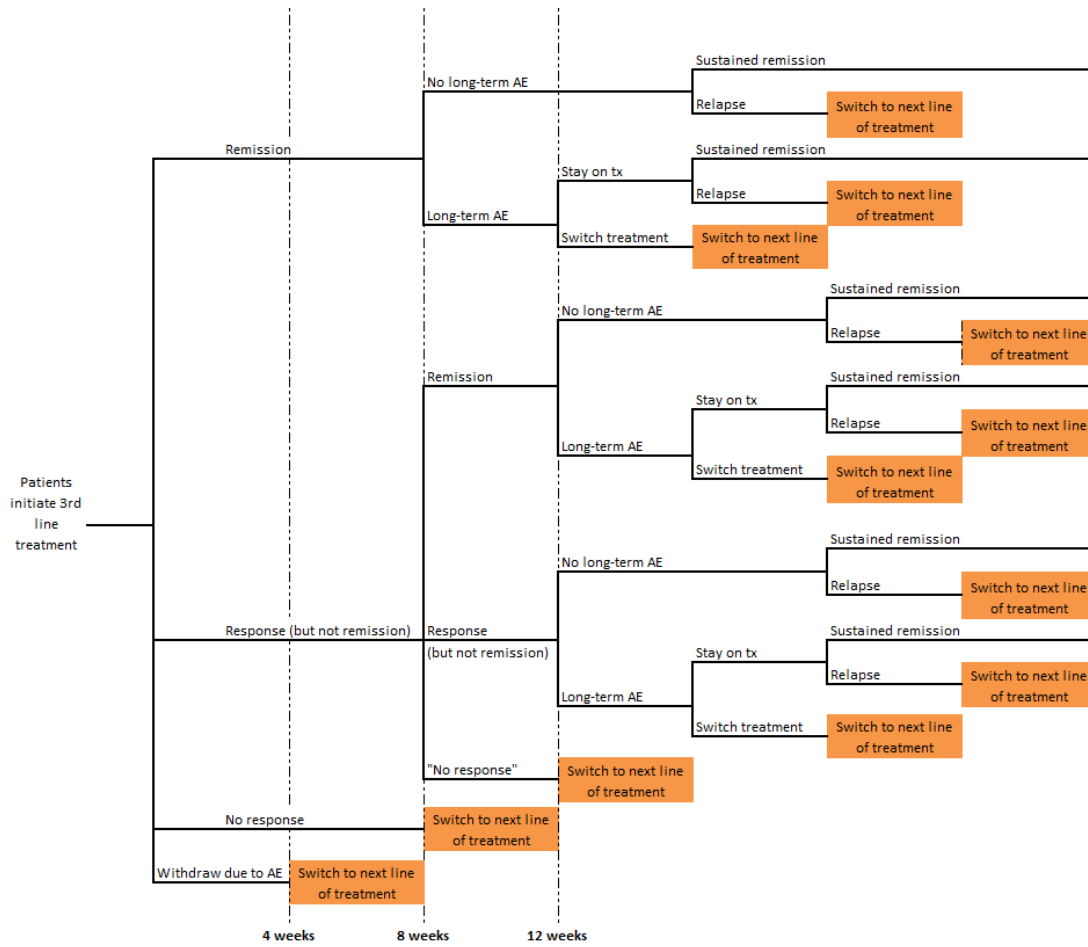 Sustained remission
No long-term AE
Relapse
Switch to next line
of treatment
Remission
Sustained remission
Stay on tx
Relapse
Switch to next line
of treatment
Long-term AE
Switch treatment
Switch to next line
of treatment
Sustained remission
No long-term AE
Relapse
Switch to next line
of treatment
Remission
Sustained remission
Stay on tx
Relapse
Switch to next line
of treatment
Long-term AE
Switch treatment
Switch to next line
of treatment
Patients
initiate 3rd
line
treatment
Sustained remission
No long-term AE
Relapse
Switch to next line
of treatment
Response (but not remission)
Response
(but not remission)
Sustained remission
Stay on tx
Relapse
Switch to next line
of treatment
Long-term AE
Switch treatment
Switch to next line
of treatment
"No response"
Switch to next line
of treatment
No response
Switch to next line
of treatment
Withdraw due to AE
Switch to next line
of treatment
4 weeks
8 weeks
12 weeks